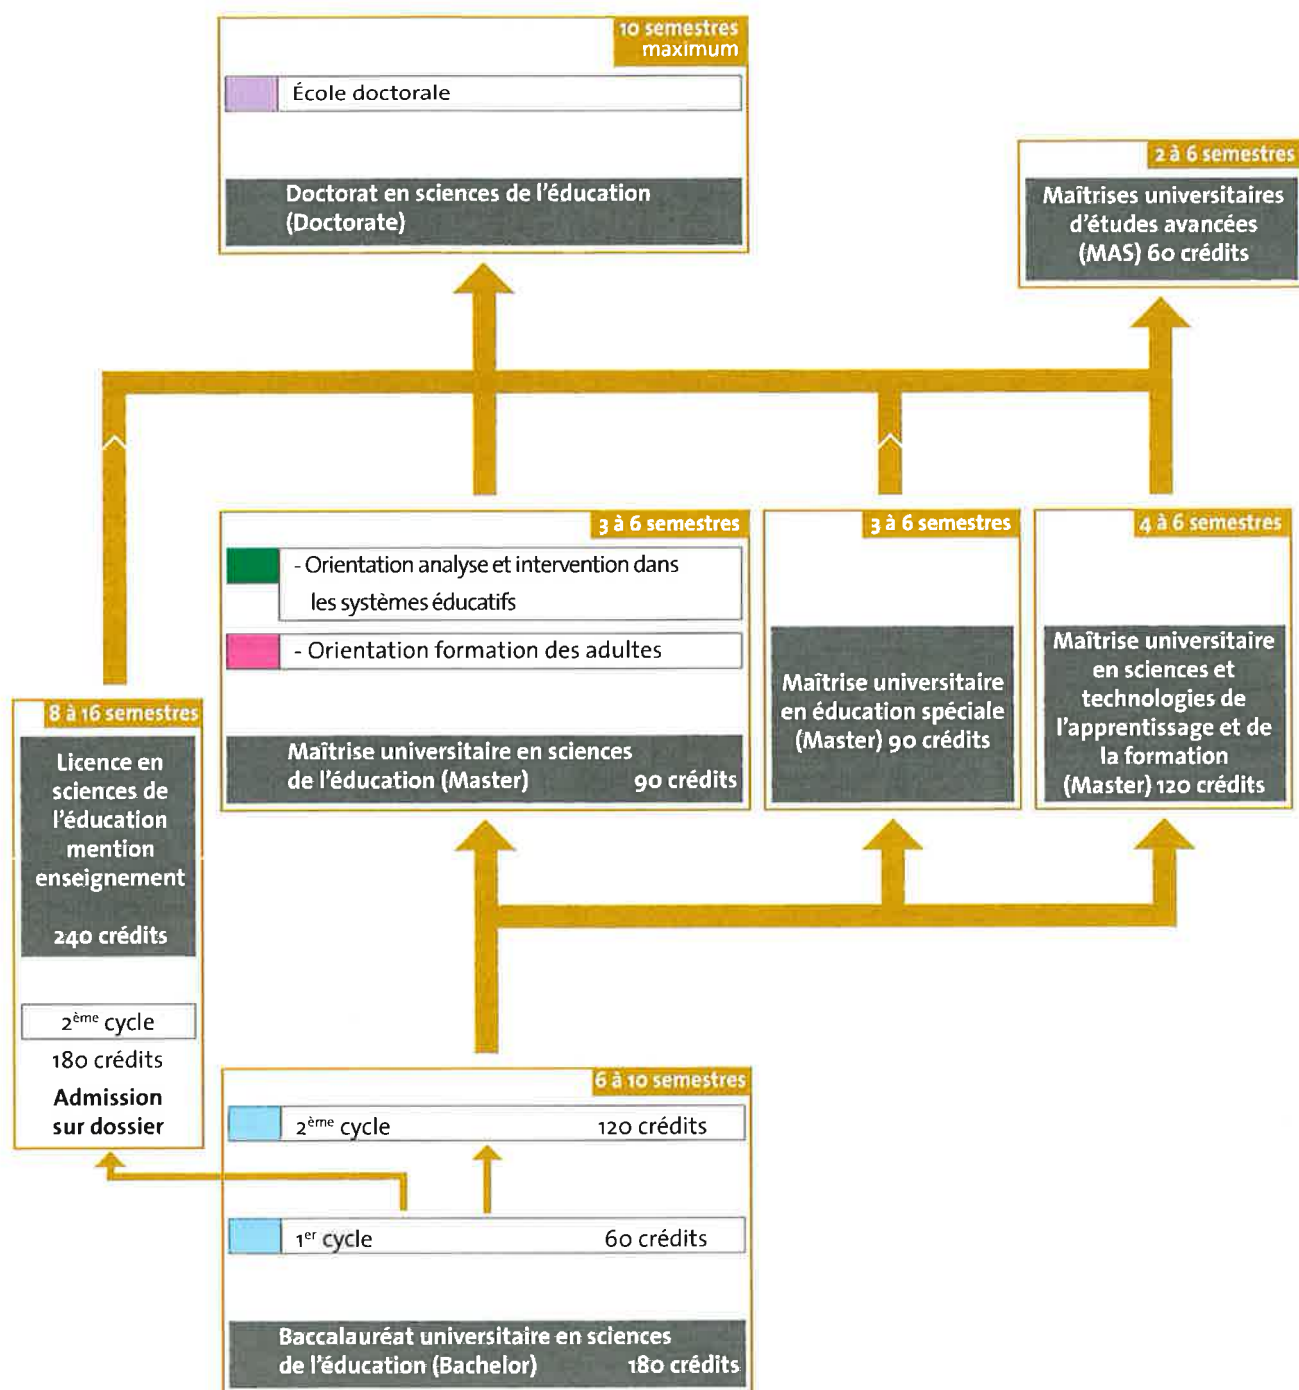 10 semestres
maximum
École doctorale
Doctorat en sciences de l'éducation
(Doctorate)
2 à 6 semestres
Maîtrises universitaires
d'études avancées
(MAS) 60 crédits
3 à 6 semestres
- Orientation analyse et intervention dans
les systèmes éducatifs
- Orientation formation des adultes
Maîtrise universitaire en sciences
de l'éducation (Master) 90 crédits
3 à 6 semestres
Maîtrise universitaire
en éducation spéciale
(Master) 90 crédits
4 à 6 semestres
Maîtrise universitaire
en sciences et
technologies de
l'apprentissage et de
la formation
(Master) 120 crédits
8 à 16 semestres
Licence en
sciences de
l'éducation
mention
enseignement
240 crédits
2ème cycle
180 crédits
Admission
sur dossier
6 à 10 semestres
2ème cycle 120 crédits
1er cycle 60 crédits
Baccalauréat universitaire en sciences
de l'éducation (Bachelor) 180 crédits